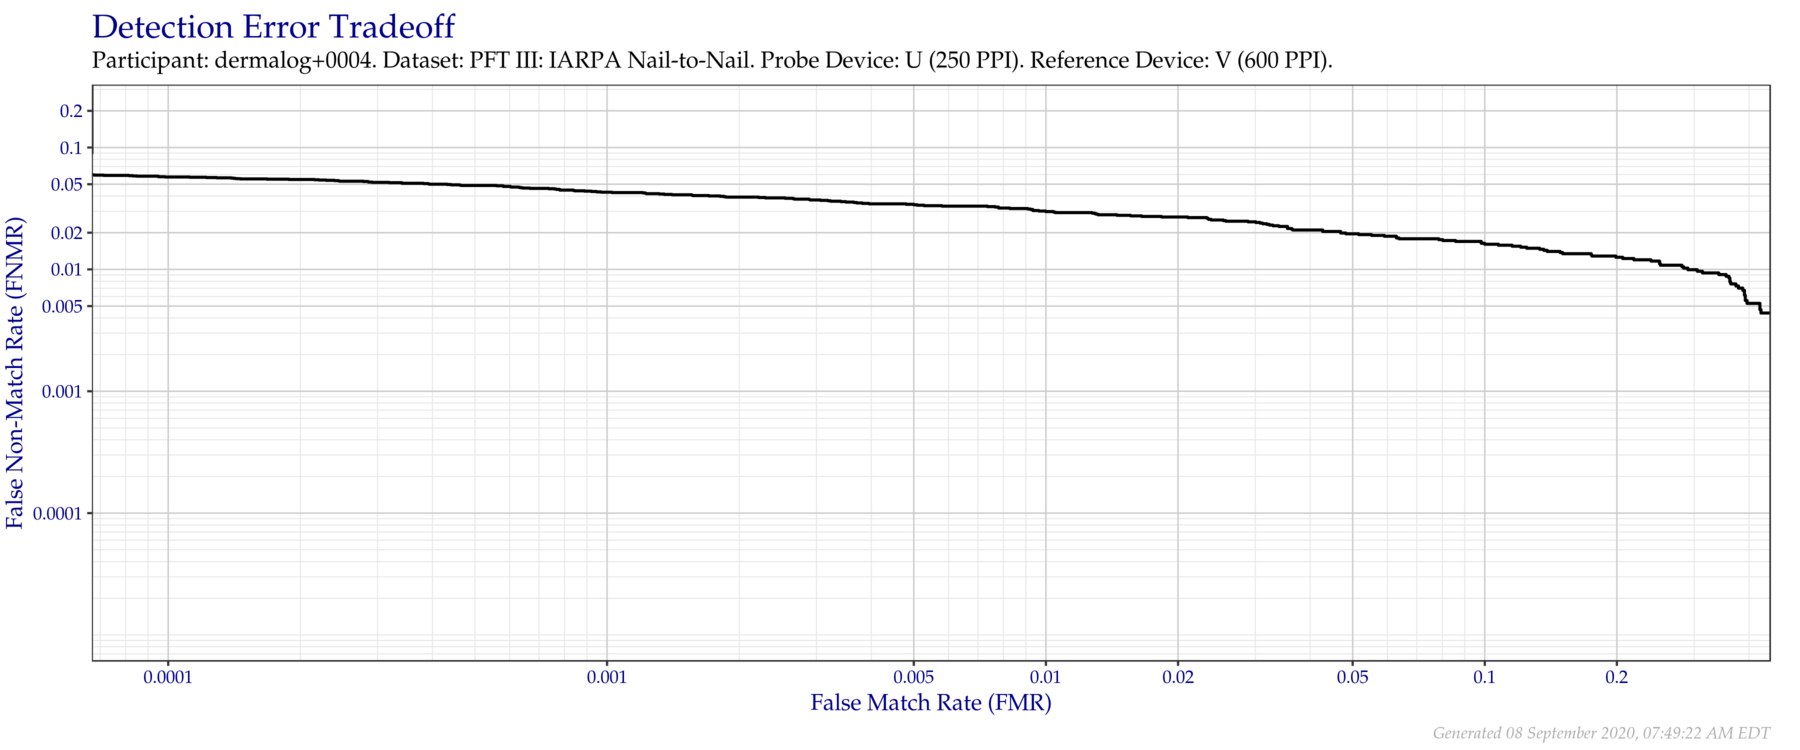 Detection Error Tradeoff
Participant: dermalog+0004. Dataset: PFT III: IARPA Nail-to-Nail. Probe Device: U (250 PPI). Reference Device: V (600 PPI).
False Non-Match Rate (FNMR)
0.2
0.1
0.05
0.02
0.01
0.005
0.001
0.0001
0.0001 0.001 0.005 0.01 0.02 0.05 0.1 0.2
False Match Rate (FMR)
Generated 08 September 2020, 07:49:22 AM EDT